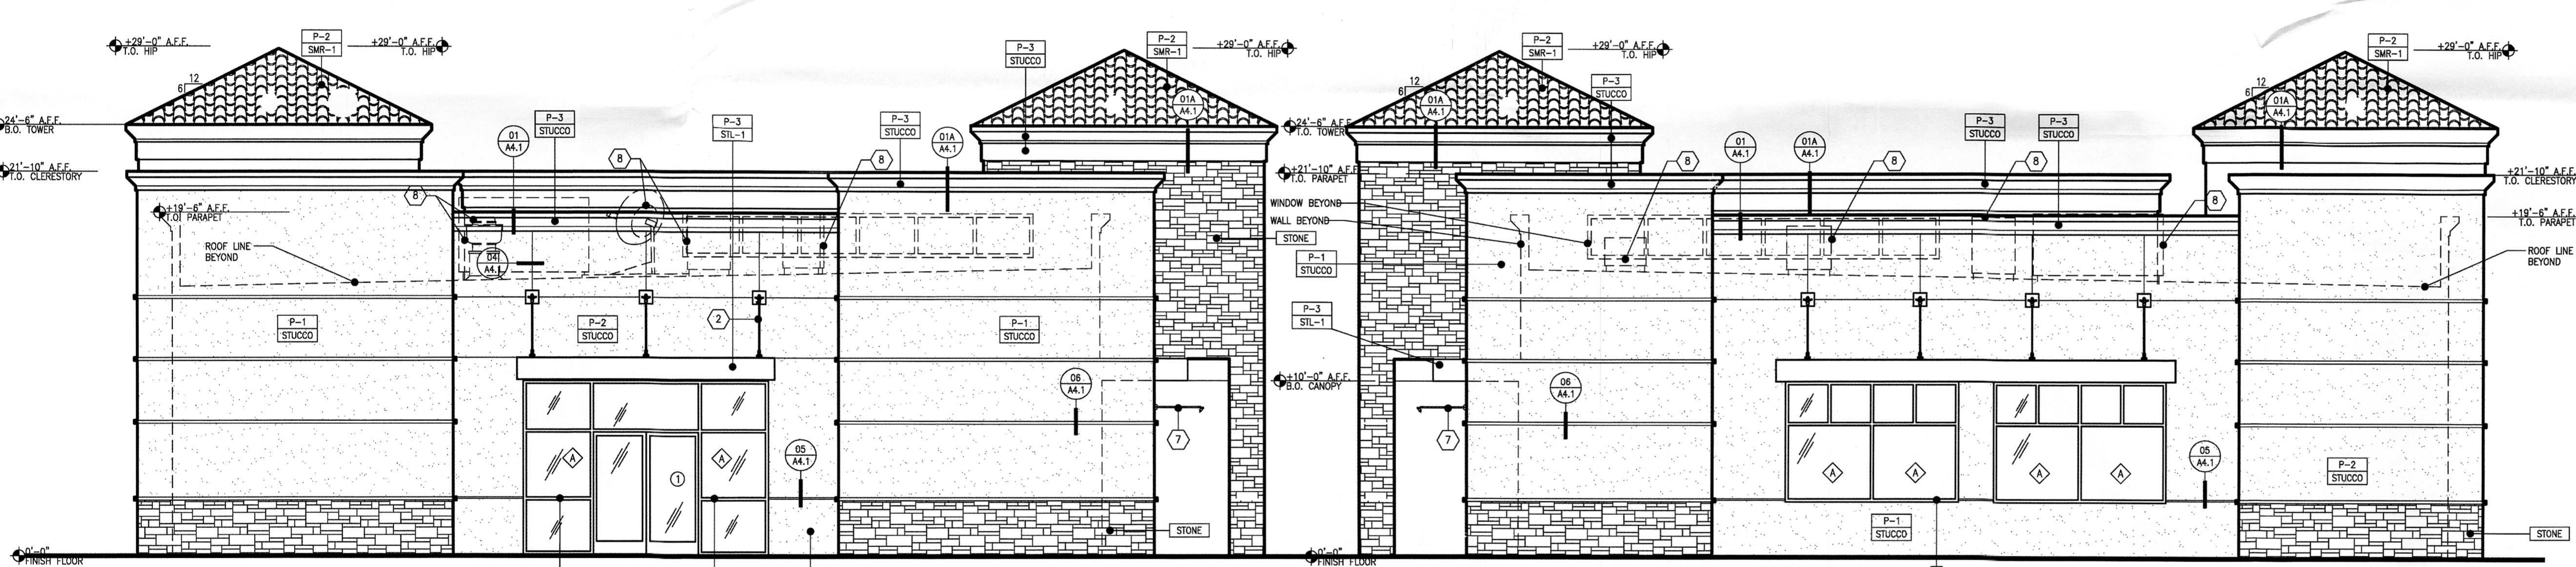 +29'-0" A.F.F.
T.O. HIP
P-2
SMR-1
+29'-0" A.F.F.
T.O. HIP
12
6
24'-6" A.F.F.
B.O. TOWER
21'-10" A.F.F.
T.O. CLERESTORY
+19'-6" A.F.F.
T.O. PARAPET
ROOF LINE
BEYOND
P-1
STUCCO
8
01
A4.1
P-3
STUCCO
8
P-3
STL-1
8
P-3
STUCCO
01A
A4.1
04
A4.1
P-2
STUCCO
2
A
1
A
05
A4.1
P-1
STUCCO
06
A4.1
P-3
STUCCO
P-2
SMR-1
+29'-0" A.F.F.
T.O. HIP
01A
A4.1
24'-6" A.F.F.
T.O. TOWER
+21'-10" A.F.F.
T.O. PARAPET
WINDOW BEYOND
WALL BEYOND
STONE
P-1
STUCCO
P-3
STL-1
+10'-0" A.F.F.
B.O. CANOPY
7
STONE
0'-0"
FINISH FLOOR
0'-0"
FINISH FLOOR
12
6
01A
A4.1
P-2
SMR-1
+29'-0" A.F.F.
T.O. HIP
P-3
STUCCO
8
01
A4.1
01A
A4.1
8
P-3
STUCCO
P-3
STUCCO
8
8
7
06
A4.1
A
A
A
A
05
A4.1
P-1
STUCCO
12
6
01A
A4.1
P-2
SMR-1
+29'-0" A.F.F.
T.O. HIP
+21'-10" A.F.F.
T.O. CLERESTORY
+19'-6" A.F.F.
T.O. PARAPET
ROOF LINE
BEYOND
P-2
STUCCO
STONE